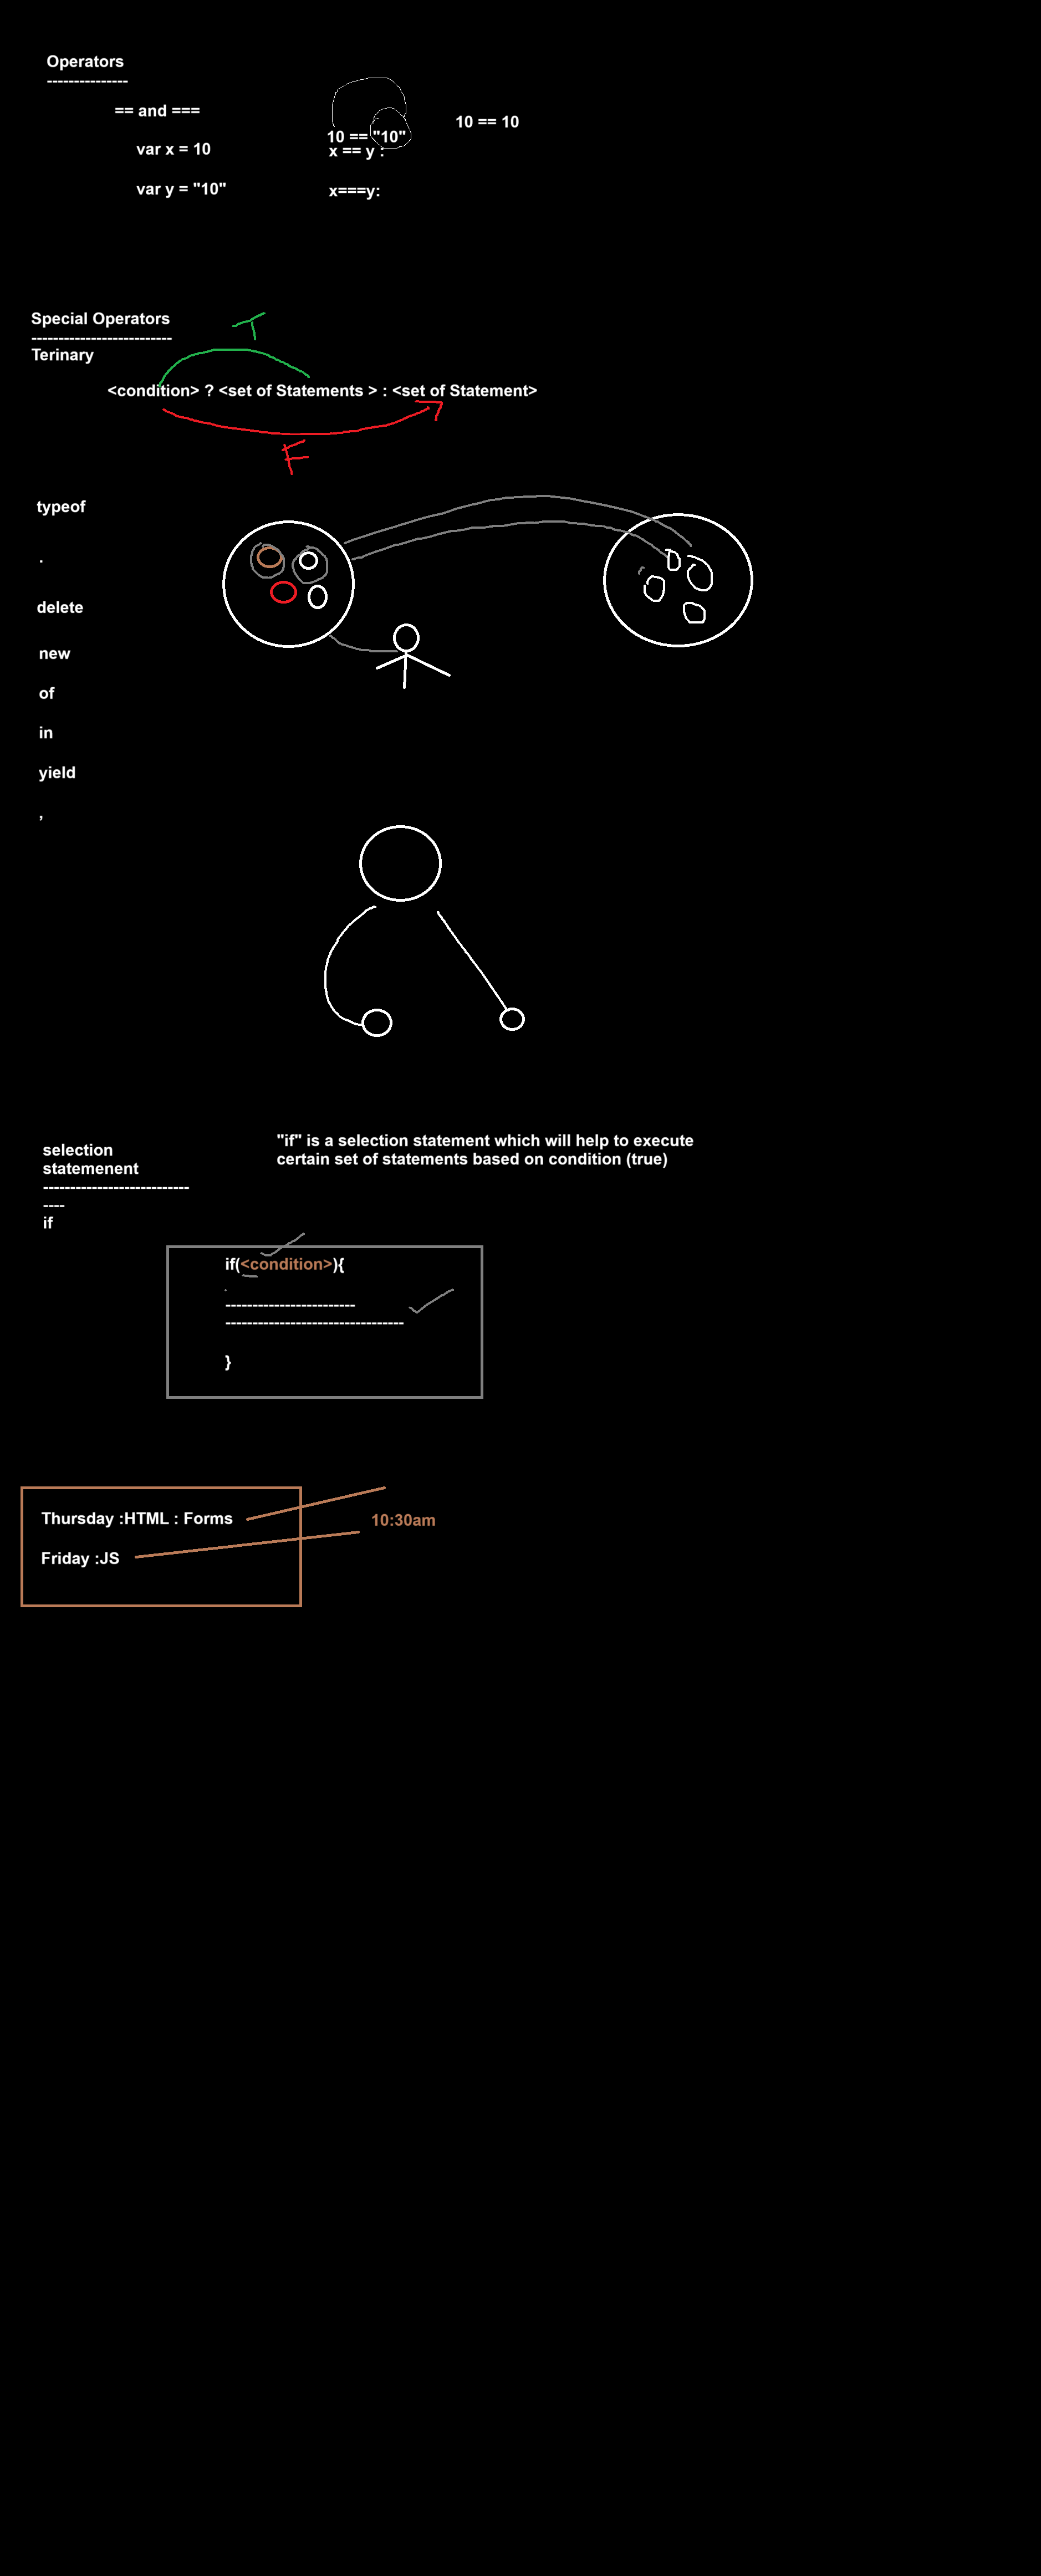 Operators
---------------
== and ===
10 == 10
10 == "10"
var x = 10
x == y :
var y = "10"
x===y:
Special Operators
--------------------------
Terinary
T
<condition> ? <set of Statements > : <set of Statement>
F
typeof
.
delete
new
of
in
yield
,
"if" is a selection statement which will help to execute
certain set of statements based on condition (true)
selection
statemenent
---------------------------
----
if
if(<condition>){
.
------------------------
---------------------------------
}
Thursday :HTML : Forms
10:30am
Friday :JS